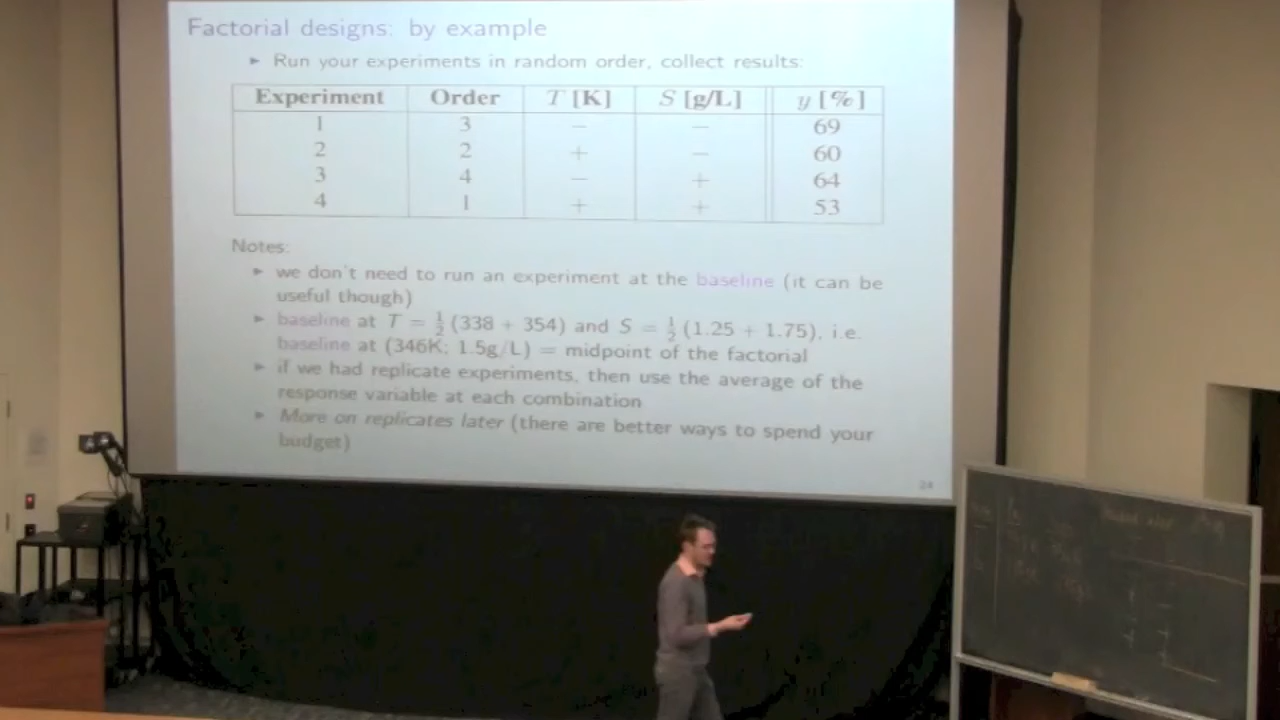 Factorial designs: by example
► Run your experiments in random order, collect results:
Experiment Order T [K] S [g/L] y [%]
1 3 − − 69
2 2 + − 60
3 4 − + 64
4 1 + + 53
Notes:
► we don't need to run an experiment at the baseline (it can be
useful though)
► baseline at T = ½(338 + 354) and S = ½(1.25 + 1.75), i.e.
baseline at (346K; 1.5g/L) = midpoint of the factorial
► if we had replicate experiments, then use the average of the
response variable at each combination
► More on replicates later (there are better ways to spend your
budget)
24